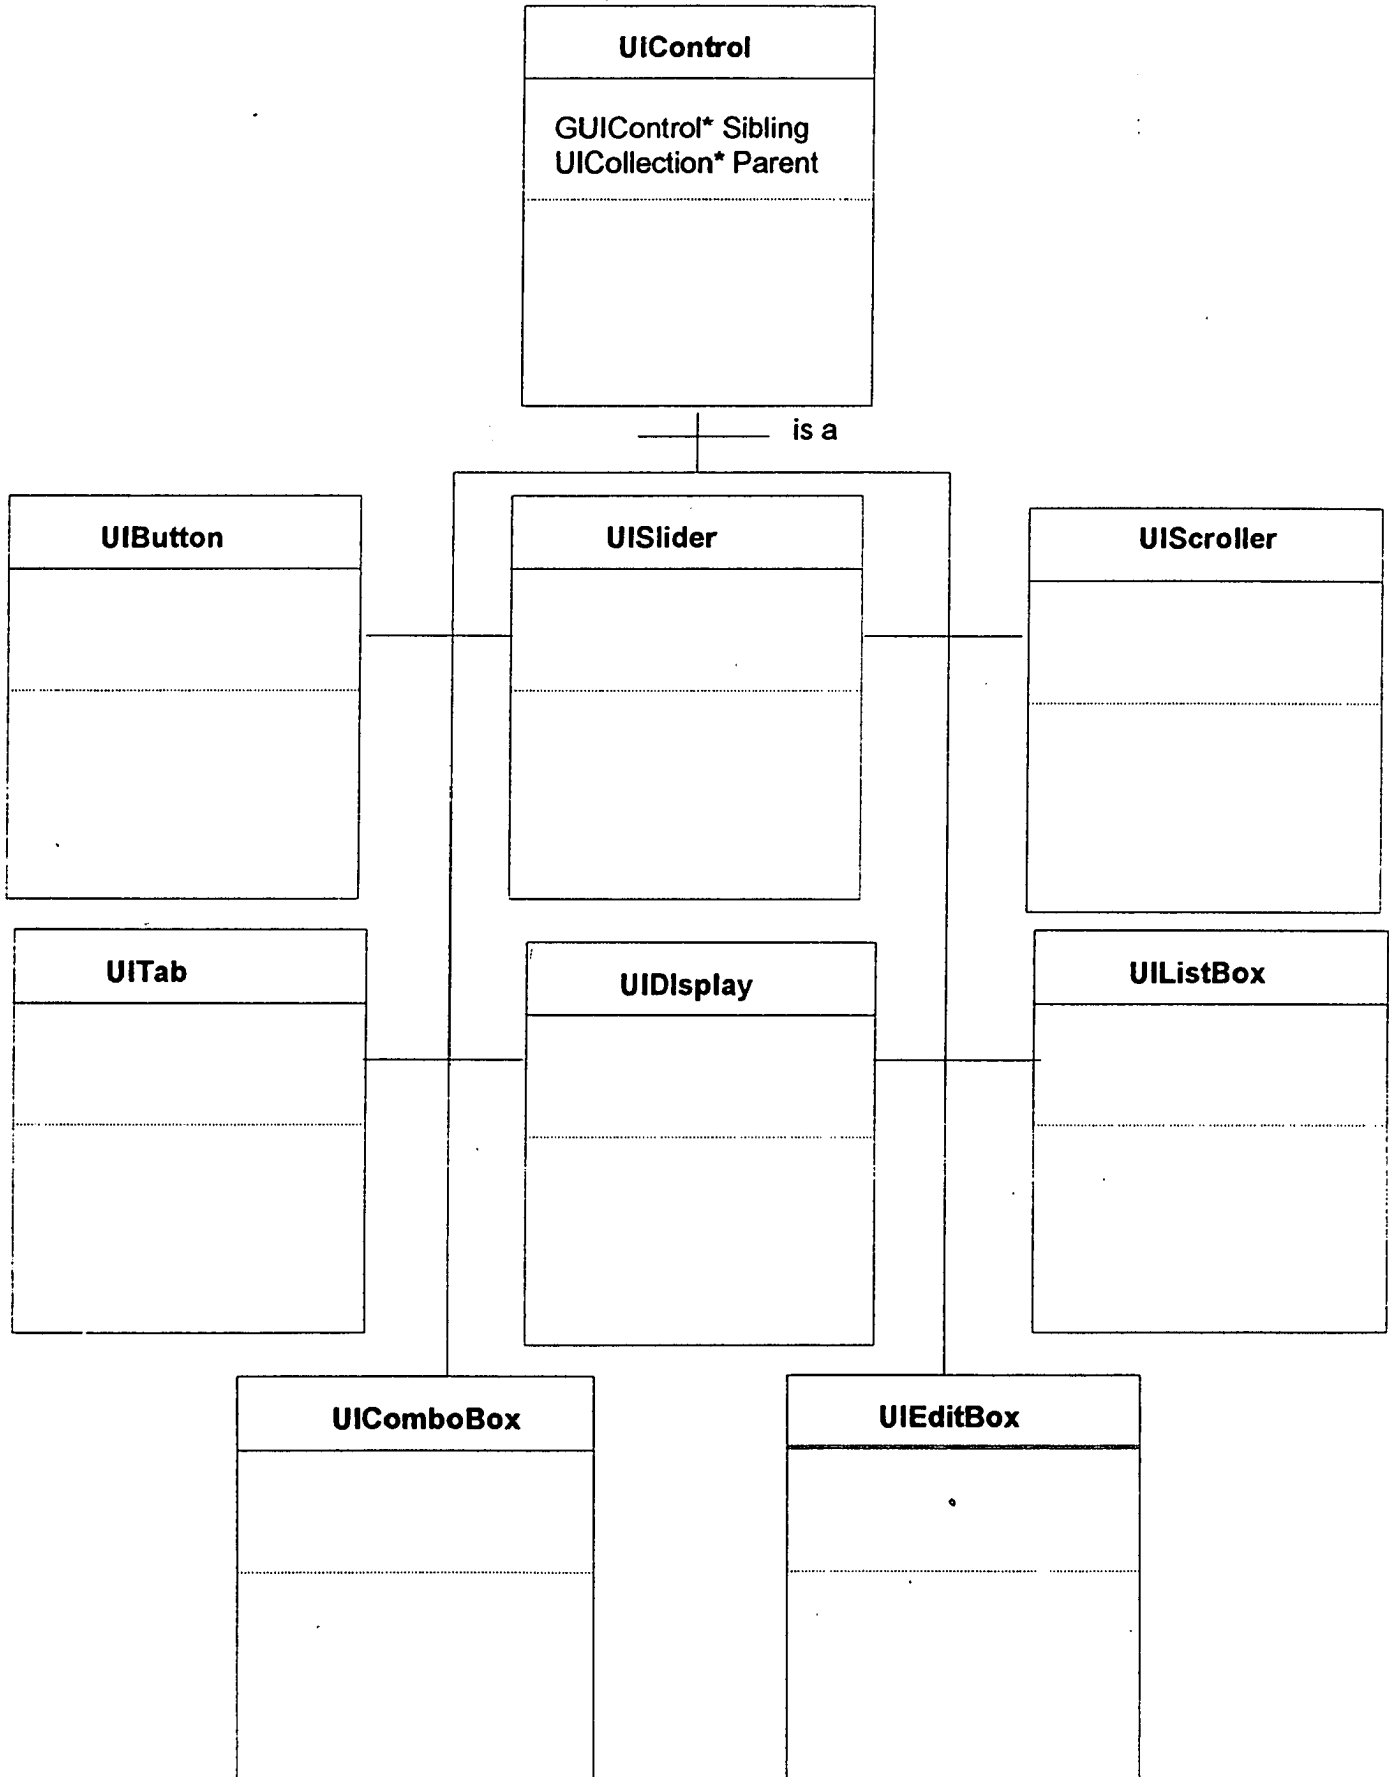 UIControl
GUIControl* Sibling
UICollection* Parent
is a
UIButton
UISlider
UIScroller
UITab
UIDIsplay
UIListBox
UIComboBox
UIEditBox